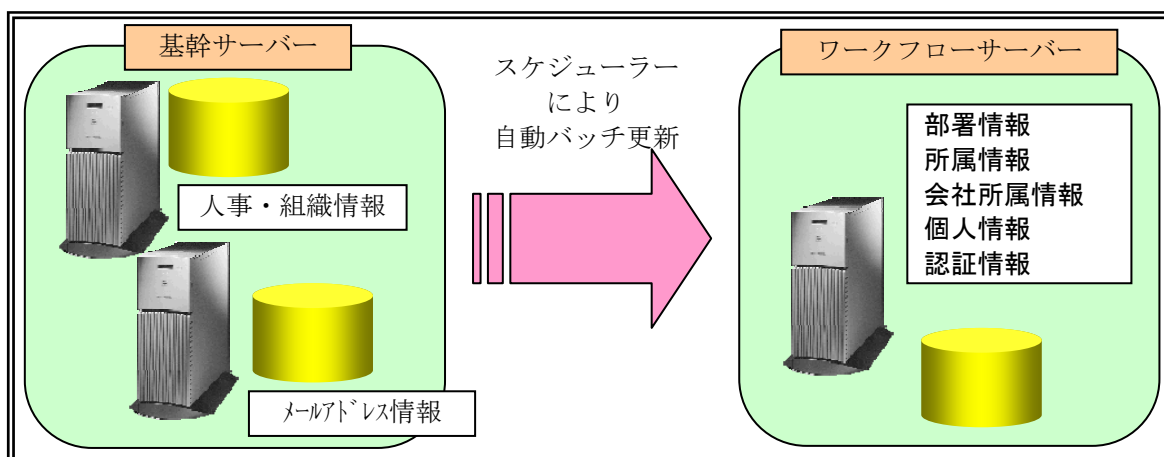 基幹サーバー
人事・組織情報
メールアドレス情報
スケジューラー
により
自動バッチ更新
ワークフローサーバー
部署情報
所属情報
会社所属情報
個人情報
認証情報